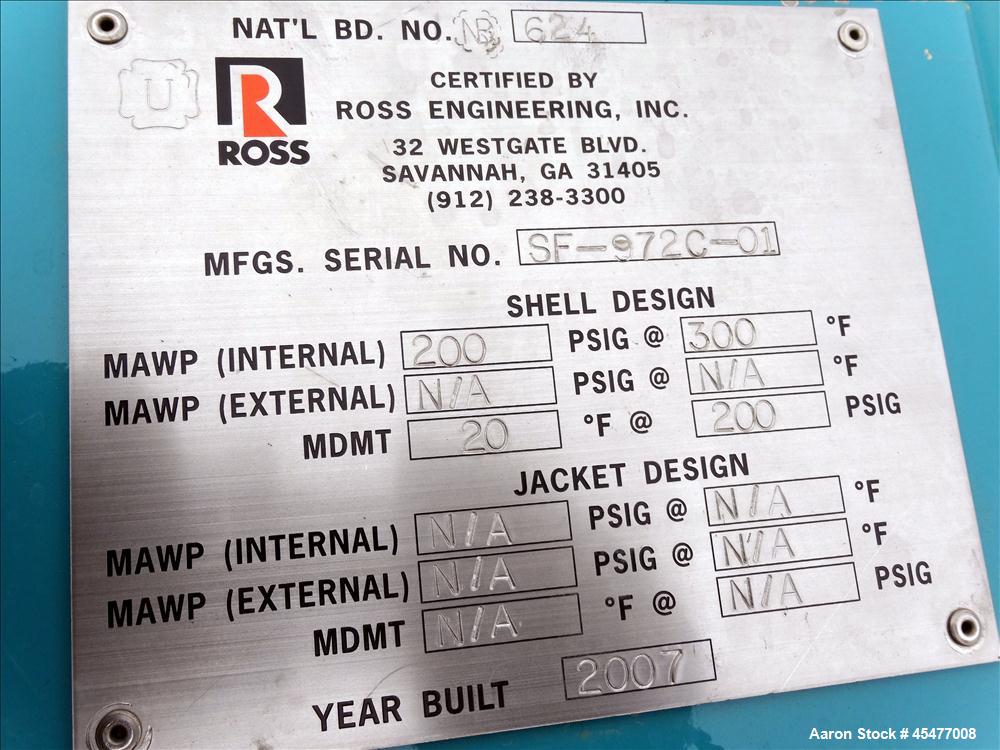 NAT'L BD. NO. NB 624
U
R
ROSS
CERTIFIED BY
ROSS ENGINEERING, INC.
32 WESTGATE BLVD.
SAVANNAH, GA 31405
(912) 238-3300
MFGS. SERIAL NO. SF-972C-01
SHELL DESIGN
MAWP (INTERNAL) 200 PSIG @ 300 °F
MAWP (EXTERNAL) N/A PSIG @ N/A °F
MDMT 20 °F @ 200 PSIG
JACKET DESIGN
MAWP (INTERNAL) N/A PSIG @ N/A °F
MAWP (EXTERNAL) N/A PSIG @ N/A °F
MDMT N/A °F @ N/A PSIG
YEAR BUILT 2007
Aaron Stock # 45477008